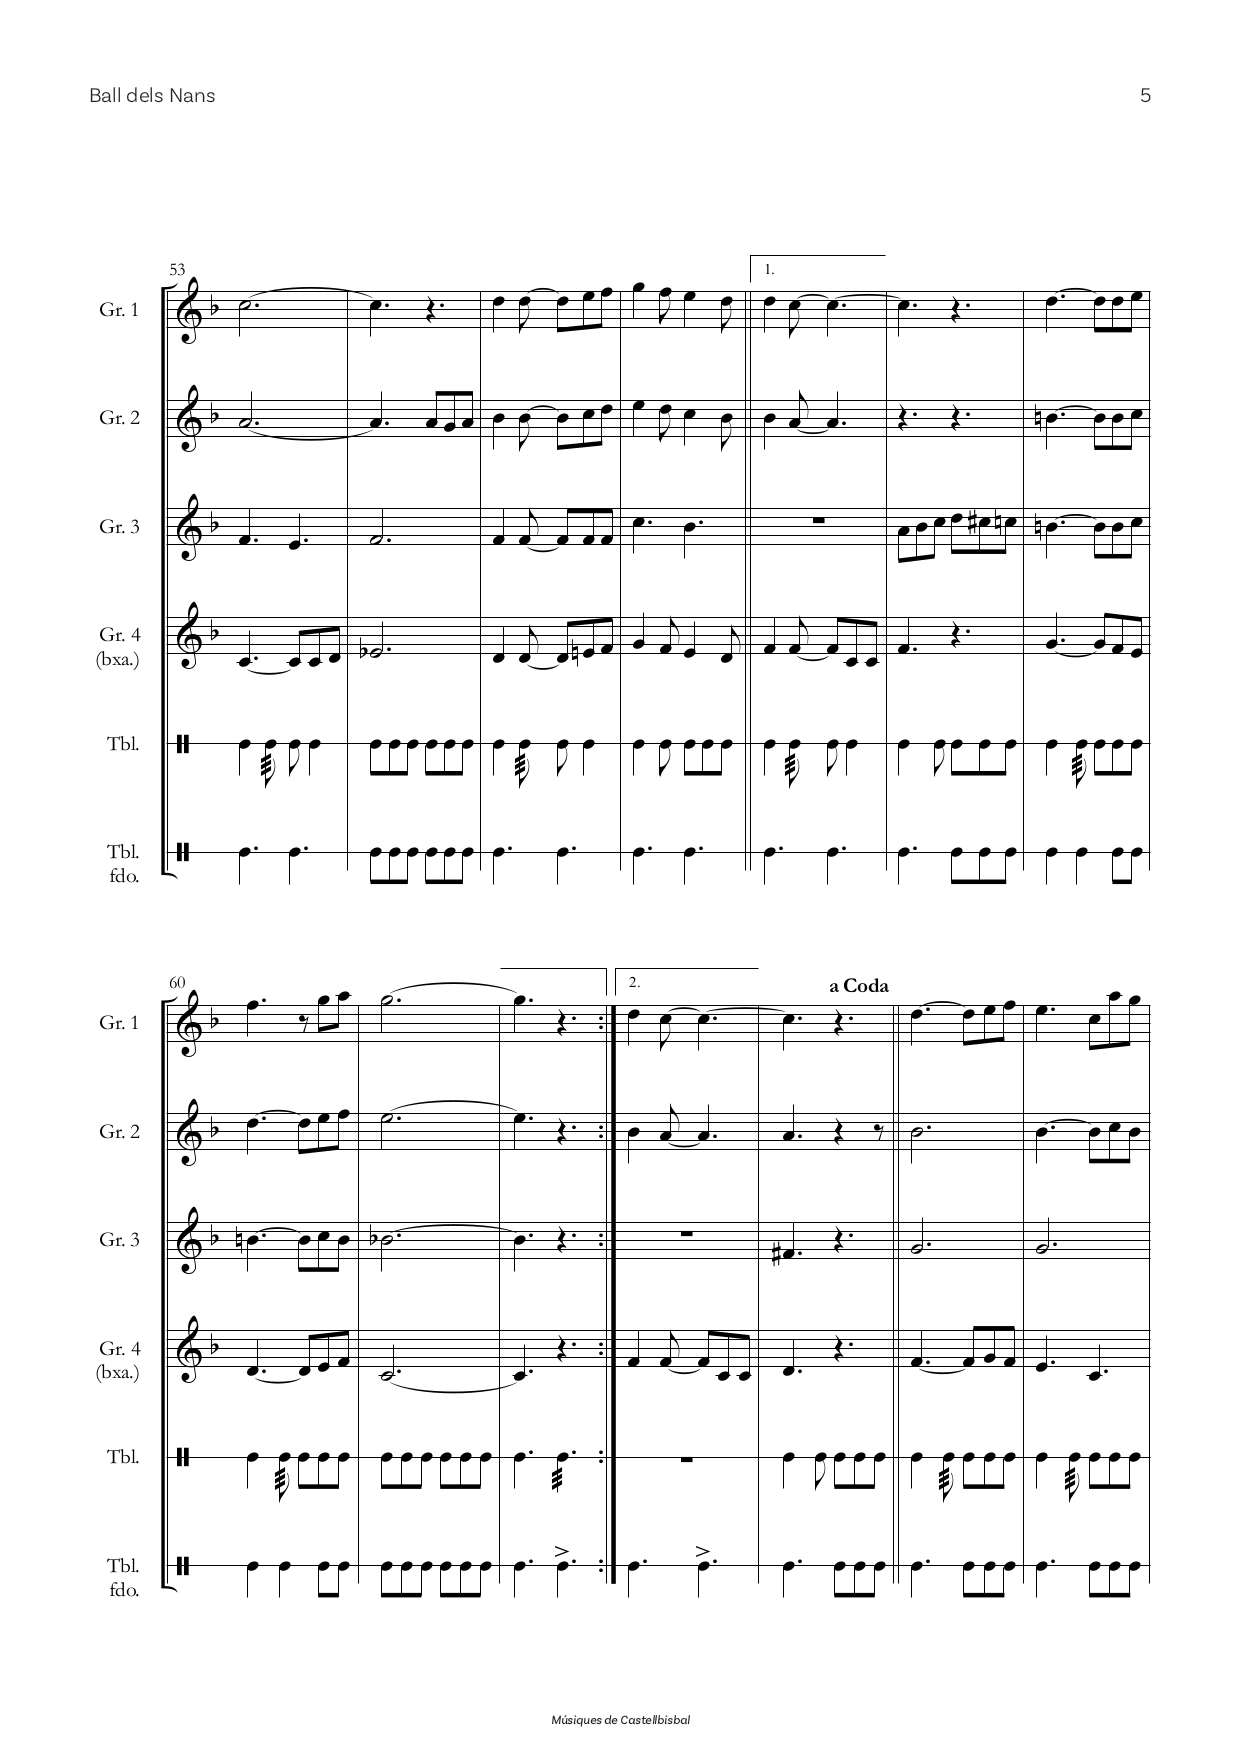 Ball dels Nans 5
53
1.
Gr. 1
Gr. 2
Gr. 3
Gr. 4
(bxa.)
Tbl.
Tbl.
fdo.
60
2.
a Coda
Gr. 1
Gr. 2
Gr. 3
Gr. 4
(bxa.)
Tbl.
Tbl.
fdo.
Músiques de Castellbisbal